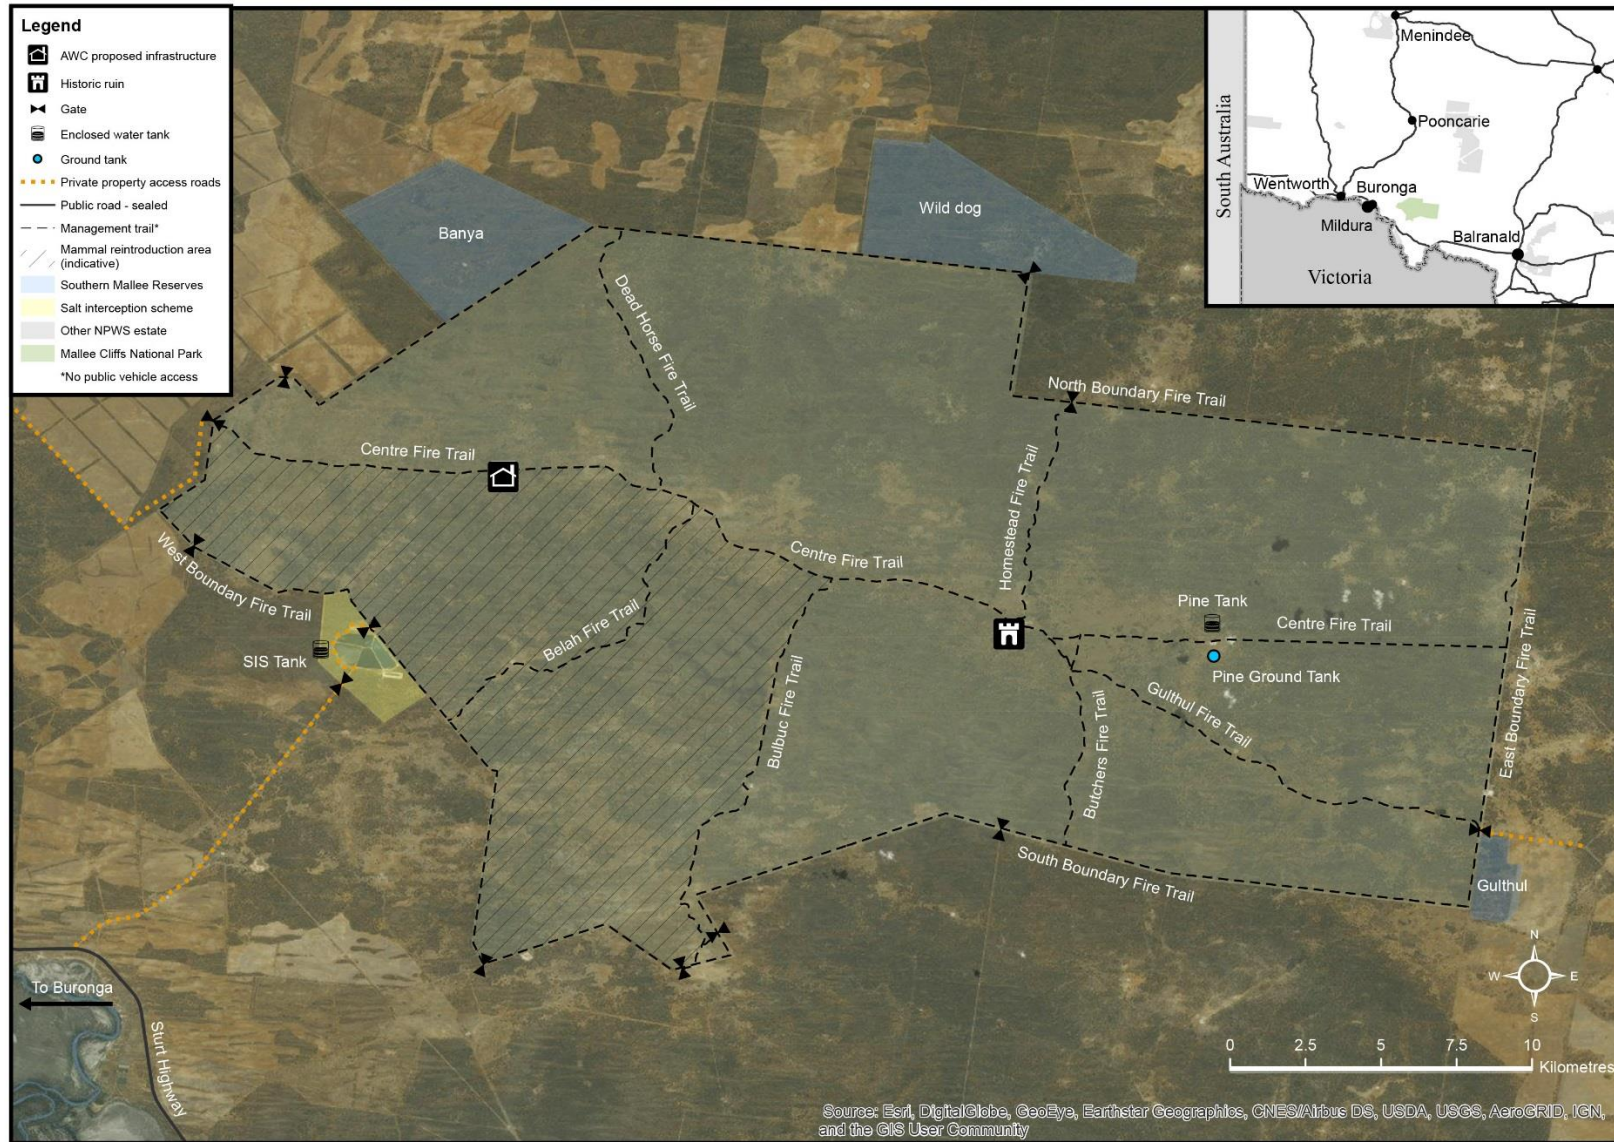 Legend
AWC proposed infrastructure
Historic ruin
Gate
Enclosed water tank
Ground tank
Private property access roads
Public road - sealed
Management trail*
Mammal reintroduction area
(indicative)
Southern Mallee Reserves
Salt interception scheme
Other NPWS estate
Mallee Cliffs National Park
*No public vehicle access
South Australia
Menindee
Pooncarie
Wentworth
Buronga
Mildura
Balranald
Victoria
Banya
Wild dog
Dead Horse Fire Trail
North Boundary Fire Trail
Centre Fire Trail
Homestead Fire Trail
Centre Fire Trail
West Boundary Fire Trail
Belah Fire Trail
SIS Tank
Pine Tank
Centre Fire Trail
Pine Ground Tank
Gulthul Fire Trail
East Boundary Fire Trail
Bulbuc Fire Trail
Butchers Fire Trail
South Boundary Fire Trail
Gulthul
To Buronga
Sturt Highway
N
W
E
S
0 2.5 5 7.5 10
Kilometres
Source: Esri, DigitalGlobe, GeoEye, Earthstar Geographics, CNES/Airbus DS, USDA, USGS, AeroGRID, IGN,
and the GIS User Community